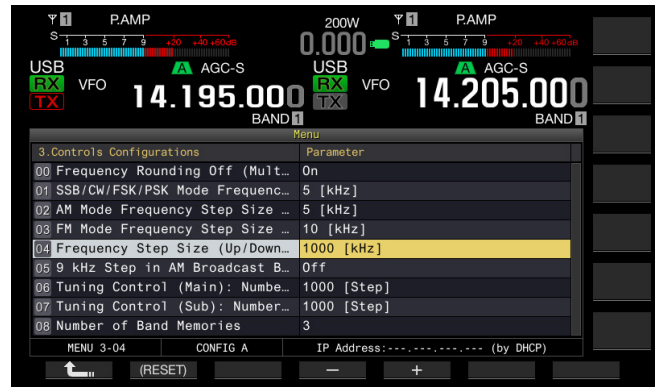 1 P.AMP 200W 1 P.AMP
S 1 3 5 7 9 +20 +40 +60dB 0.000 S 1 3 5 7 9 +20 +40 +60dB
USB A AGC-S USB A AGC-S
RX VFO 14.195.000 RX VFO 14.205.000
TX TX
BAND 1 BAND 1
Menu
3.Controls Configurations Parameter
00 Frequency Rounding Off (Mult… On
01 SSB/CW/FSK/PSK Mode Frequenc… 5 [kHz]
02 AM Mode Frequency Step Size … 5 [kHz]
03 FM Mode Frequency Step Size … 10 [kHz]
04 Frequency Step Size (Up/Down… 1000 [kHz]
05 9 kHz Step in AM Broadcast B… Off
06 Tuning Control (Main): Numbe… 1000 [Step]
07 Tuning Control (Sub): Number… 1000 [Step]
08 Number of Band Memories 3
MENU 3-04 CONFIG A IP Address:---.---.---.--- (by DHCP)
(RESET) − +